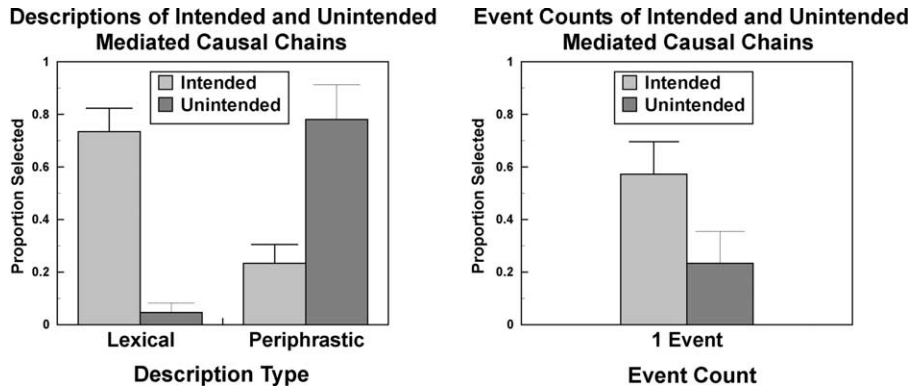 Descriptions of Intended and Unintended
Mediated Causal Chains
1
0.8
0.6
0.4
0.2
0
Proportion Selected
Intended
Unintended
Lexical
Periphrastic
Description Type
Event Counts of Intended and Unintended
Mediated Causal Chains
1
0.8
0.6
0.4
0.2
0
Proportion Selected
Intended
Unintended
1 Event
Event Count